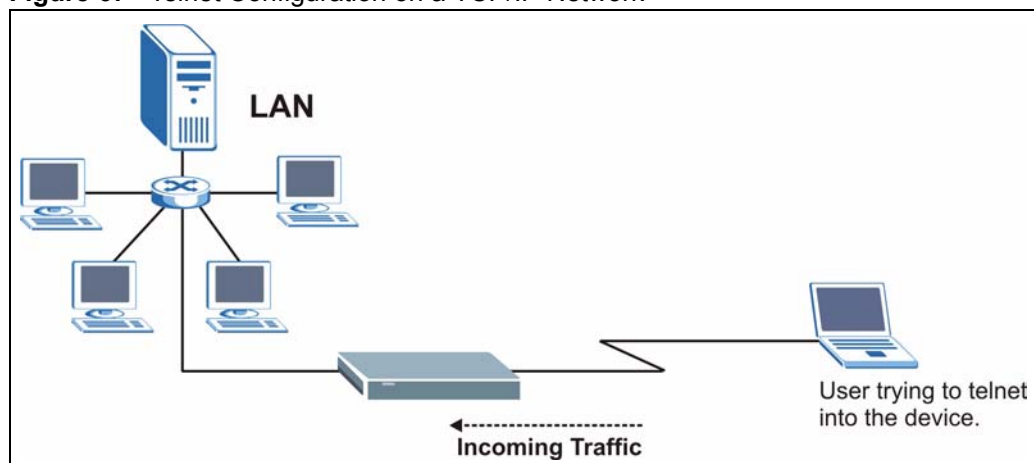 LAN
User trying to telnet
into the device.
Incoming Traffic